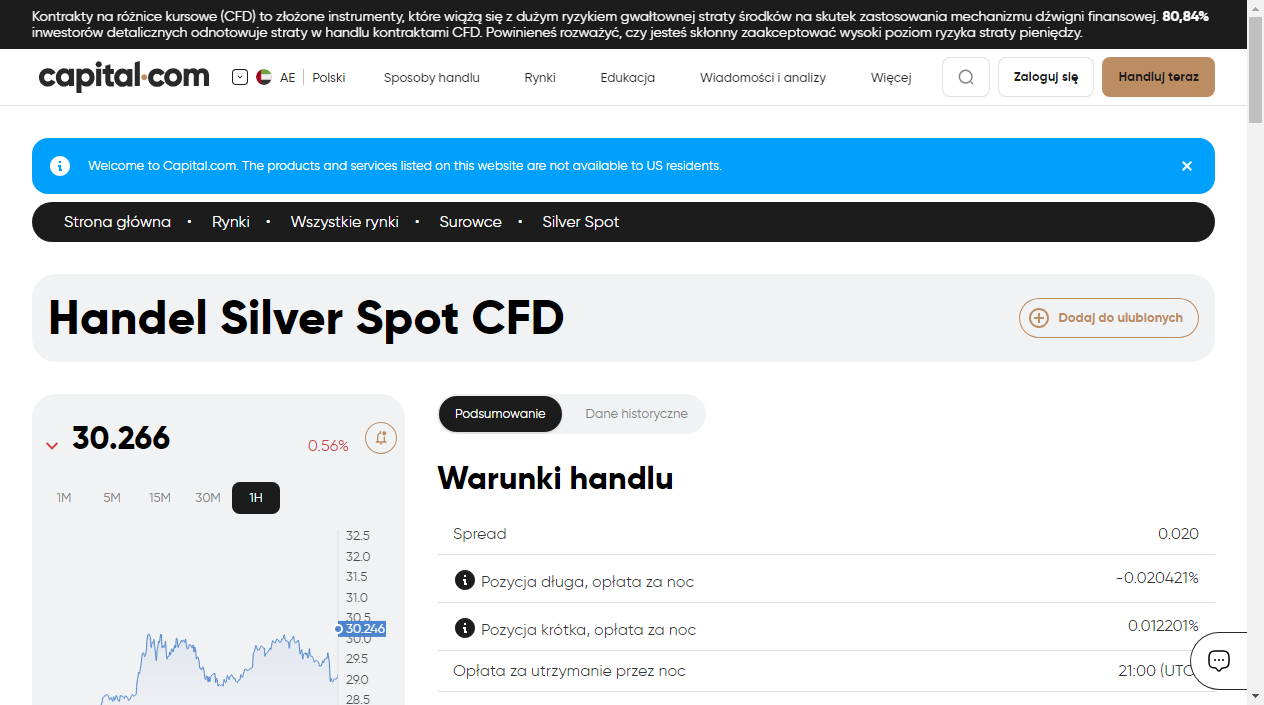 Kontrakty na różnice kursowe (CFD) to złożone instrumenty, które wiążą się z dużym ryzykiem gwałtownej straty środków na skutek zastosowania mechanizmu dźwigni finansowej. 80,84%
inwestorów detalicznych odnotowuje straty w handlu kontraktami CFD. Powinieneś rozważyć, czy jesteś skłonny zaakceptować wysoki poziom ryzyka straty pieniędzy.
capital.com AE Polski Sposoby handlu Rynki Edukacja Wiadomości i analizy Więcej Zaloguj się Handluj teraz
Welcome to Capital.com. The products and services listed on this website are not available to US residents.
Strona główna • Rynki • Wszystkie rynki • Surowce • Silver Spot
Handel Silver Spot CFD
Dodaj do ulubionych
30.266
0.56%
1M 5M 15M 30M 1H
32.5
32.0
31.5
31.0
30.5
30.246
30.0
29.5
29.0
28.5
Podsumowanie Dane historyczne
Warunki handlu
Spread 0.020
Pozycja długa, opłata za noc -0.020421%
Pozycja krótka, opłata za noc 0.012201%
Opłata za utrzymanie przez noc 21:00 (UTC